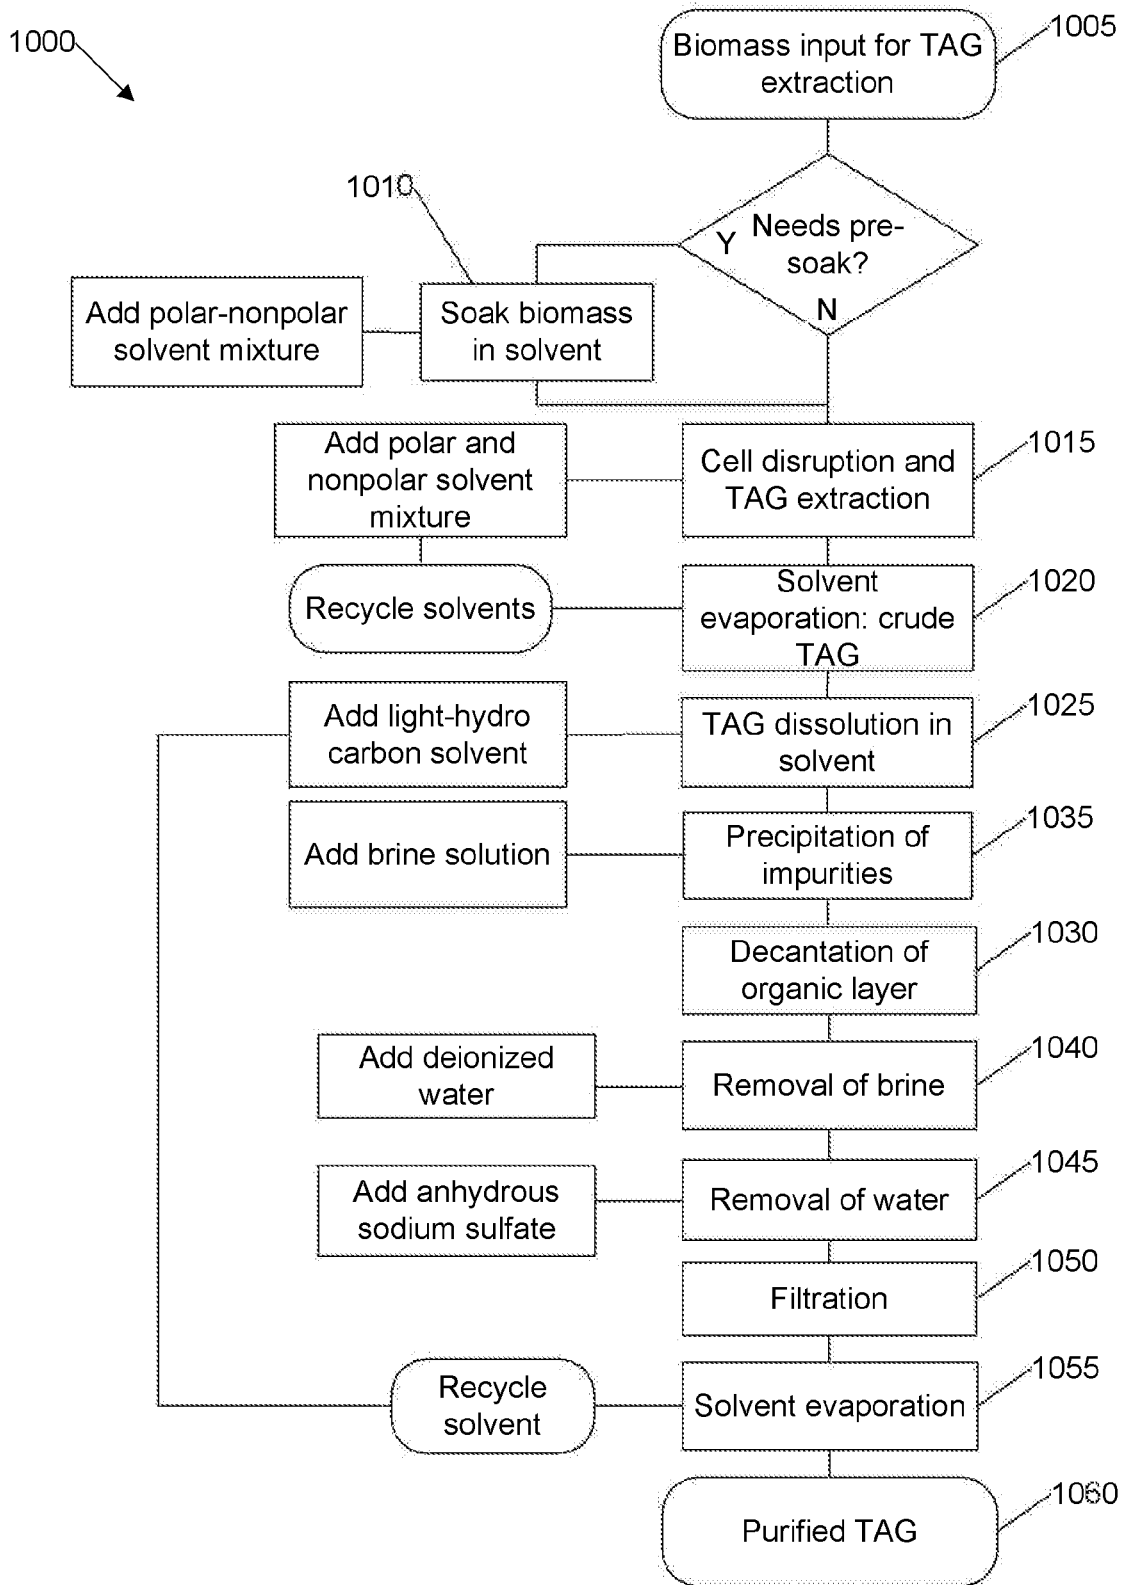 1000
Biomass input for TAG
extraction
1005
Needs pre-
soak?
Y
N
1010
Add polar-nonpolar
solvent mixture
Soak biomass
in solvent
Add polar and
nonpolar solvent
mixture
Cell disruption and
TAG extraction
1015
Recycle solvents
Solvent
evaporation: crude
TAG
1020
Add light-hydro
carbon solvent
TAG dissolution in
solvent
1025
Add brine solution
Precipitation of
impurities
1035
Decantation of
organic layer
1030
Add deionized
water
Removal of brine
1040
Add anhydrous
sodium sulfate
Removal of water
1045
Filtration
1050
Recycle
solvent
Solvent evaporation
1055
Purified TAG
1060